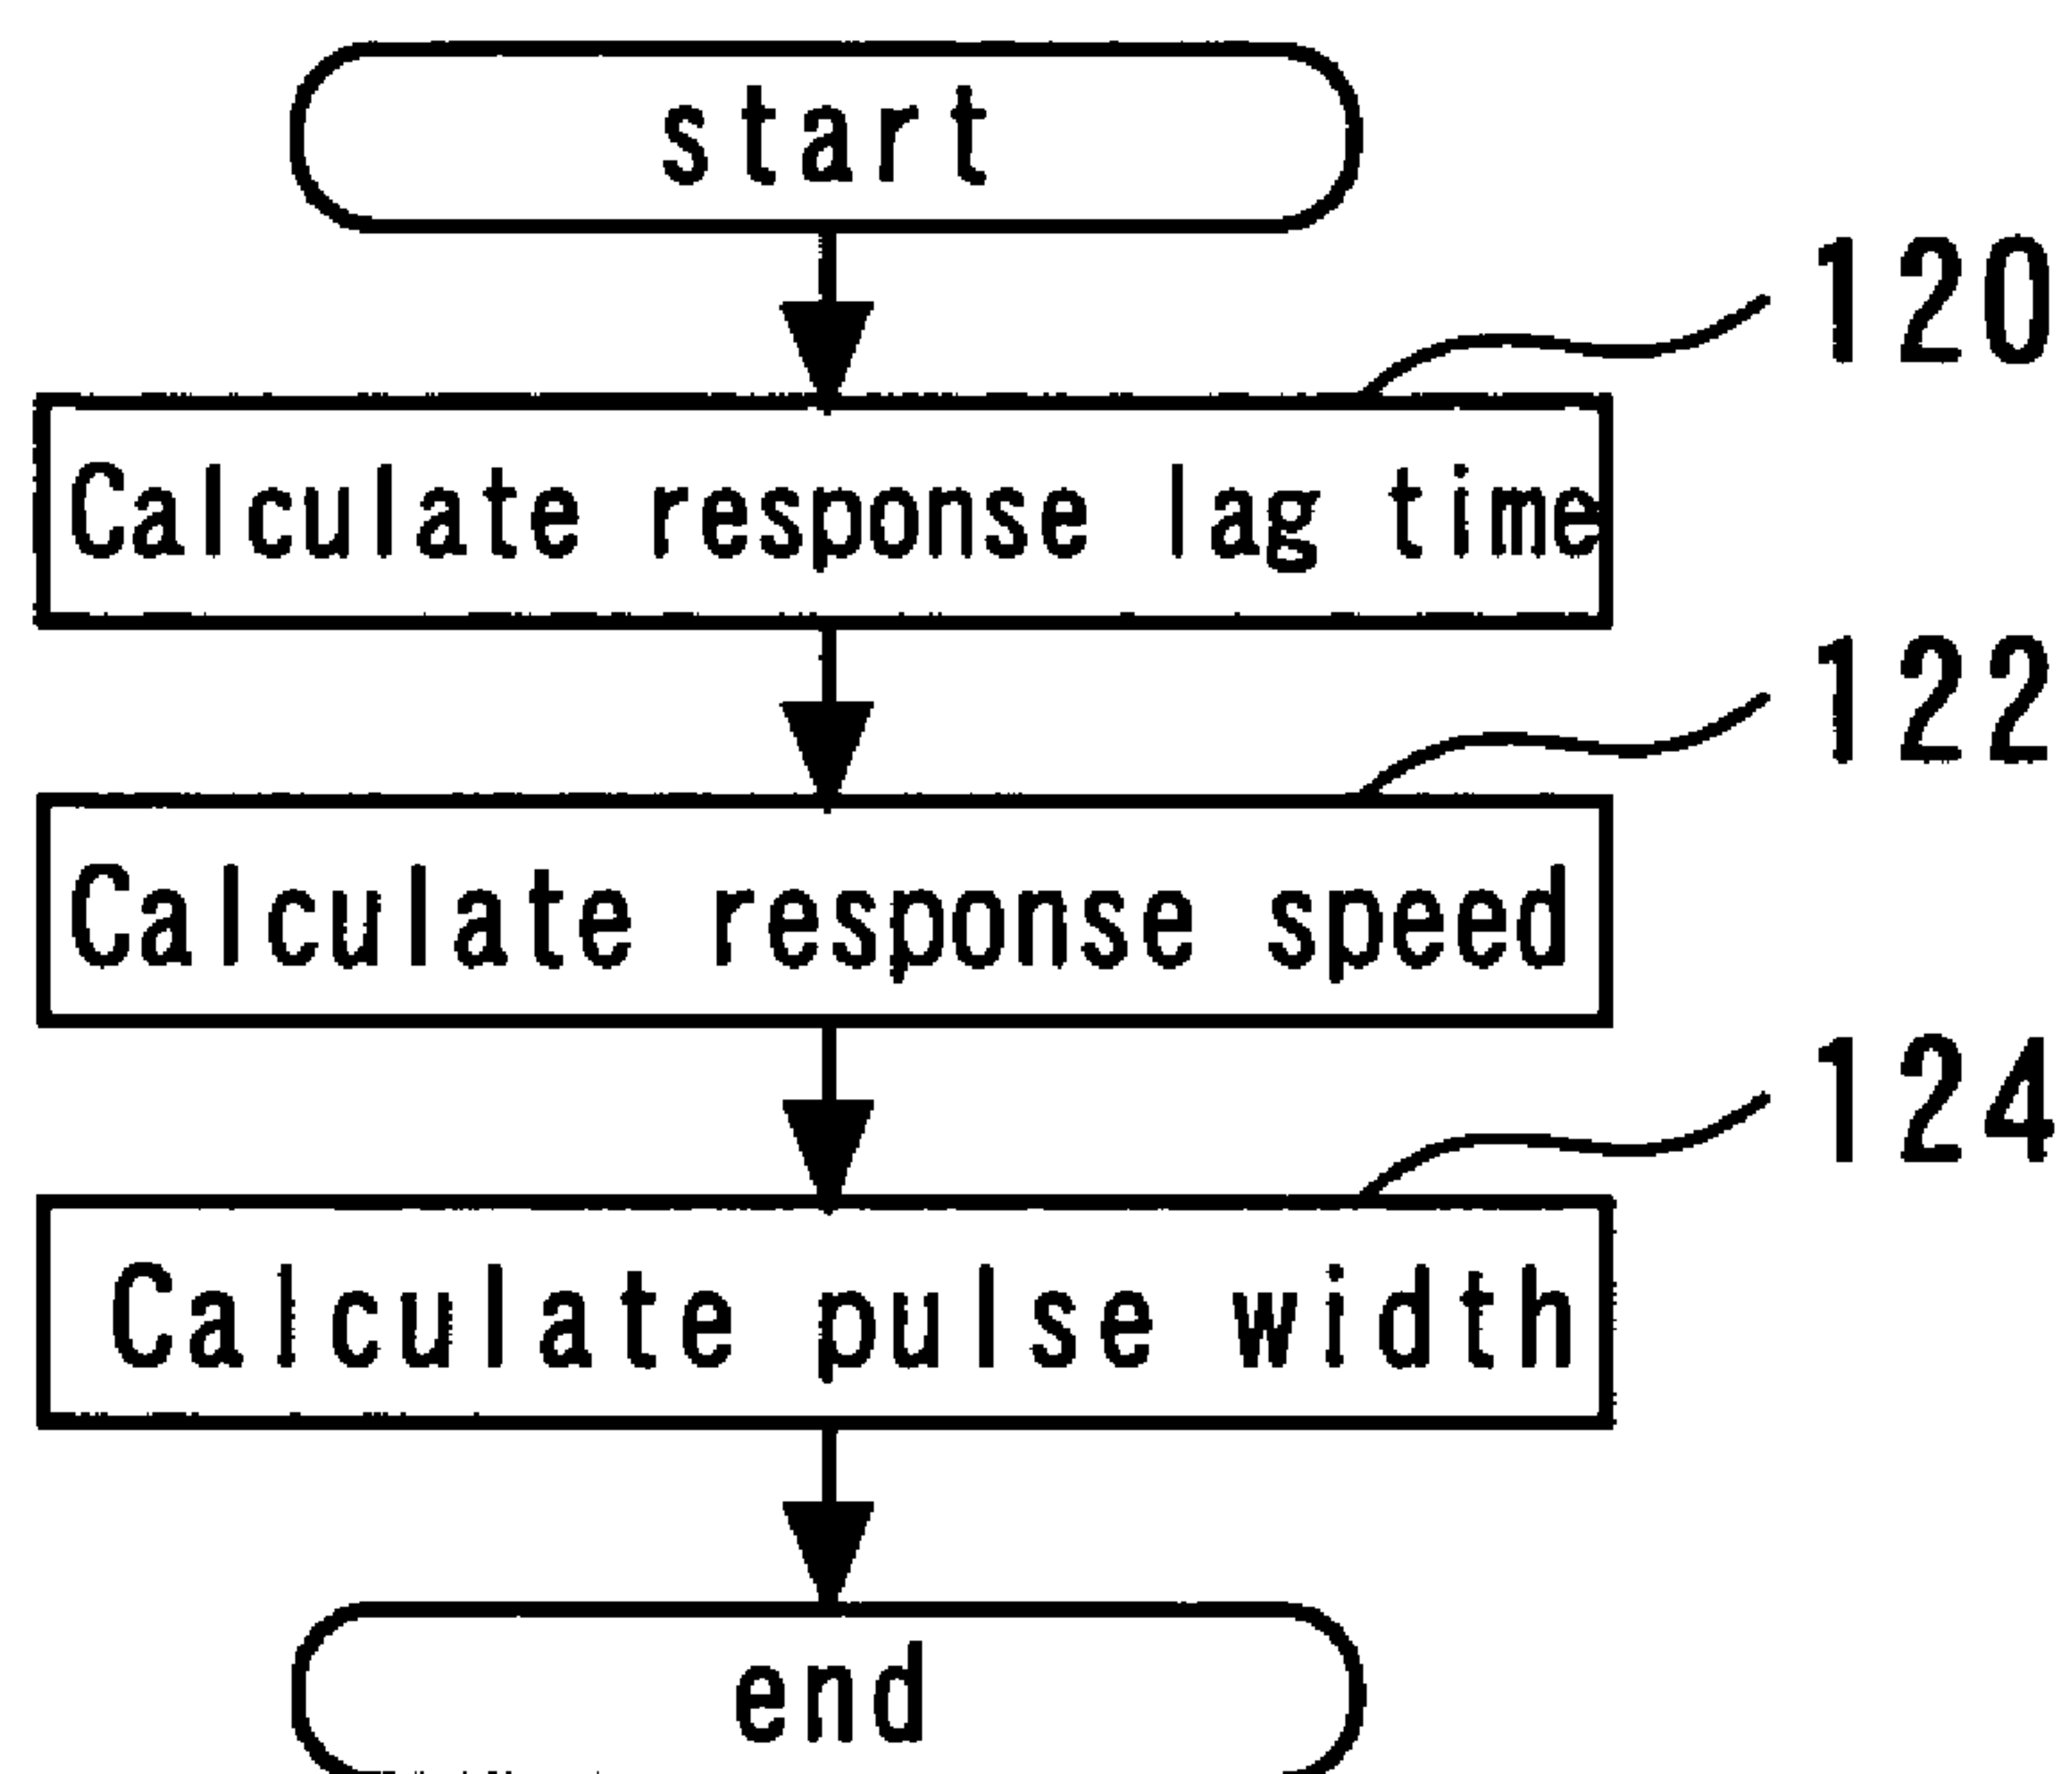 start
120
Calculate response lag time
122
Calculate response speed
124
Calculate pulse width
end